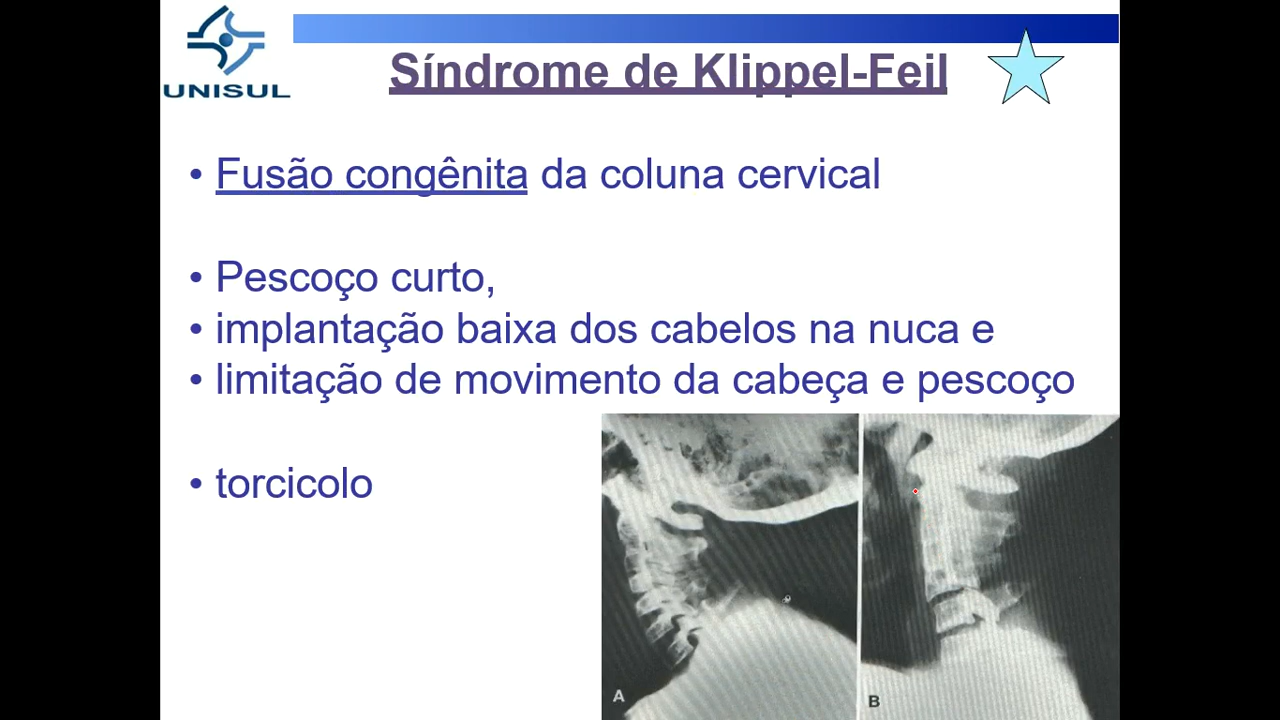 UNISUL
Síndrome de Klippel-Feil
• Fusão congênita da coluna cervical
• Pescoço curto,
• implantação baixa dos cabelos na nuca e
• limitação de movimento da cabeça e pescoço
• torcicolo
A
B